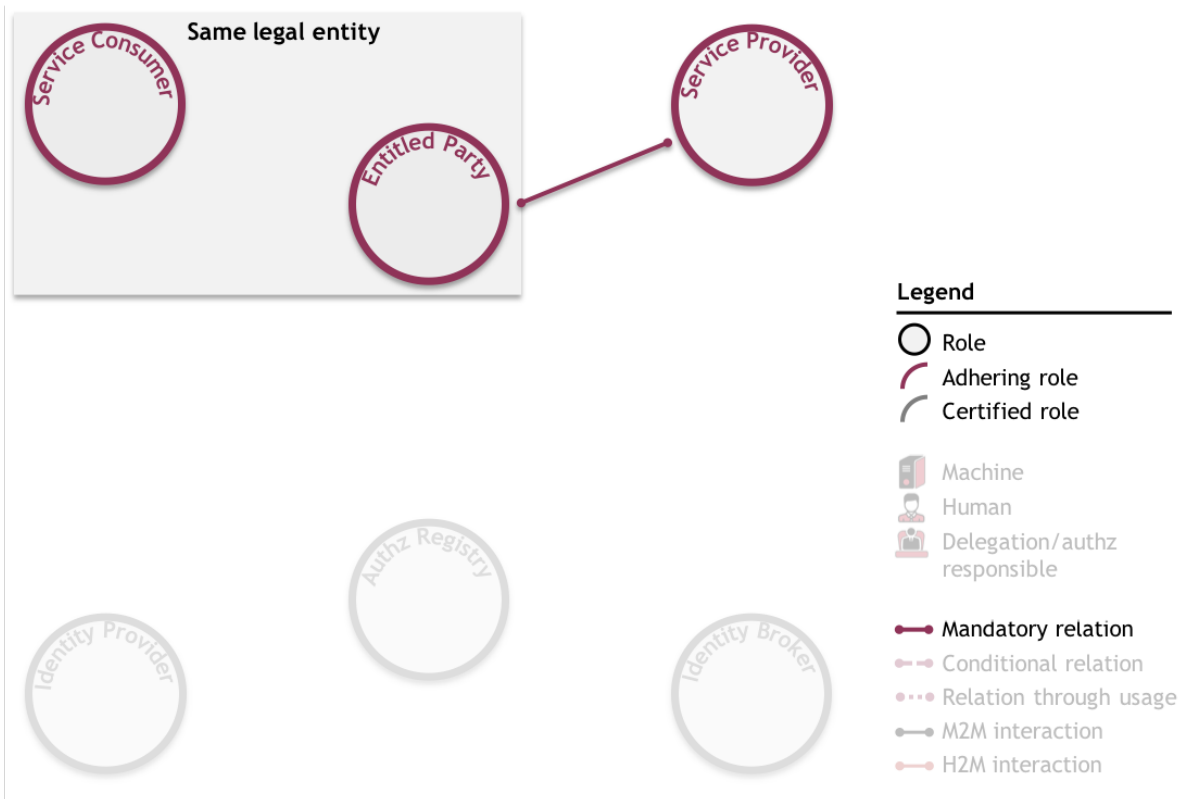 Same legal entity
Service Consumer
Service Provider
Entitled Party
Legend
Role
Adhering role
Certified role
Machine
Human
Delegation/authz
responsible
Authz Registry
Identity Provider
Identity Broker
Mandatory relation
Conditional relation
Relation through usage
M2M interaction
H2M interaction